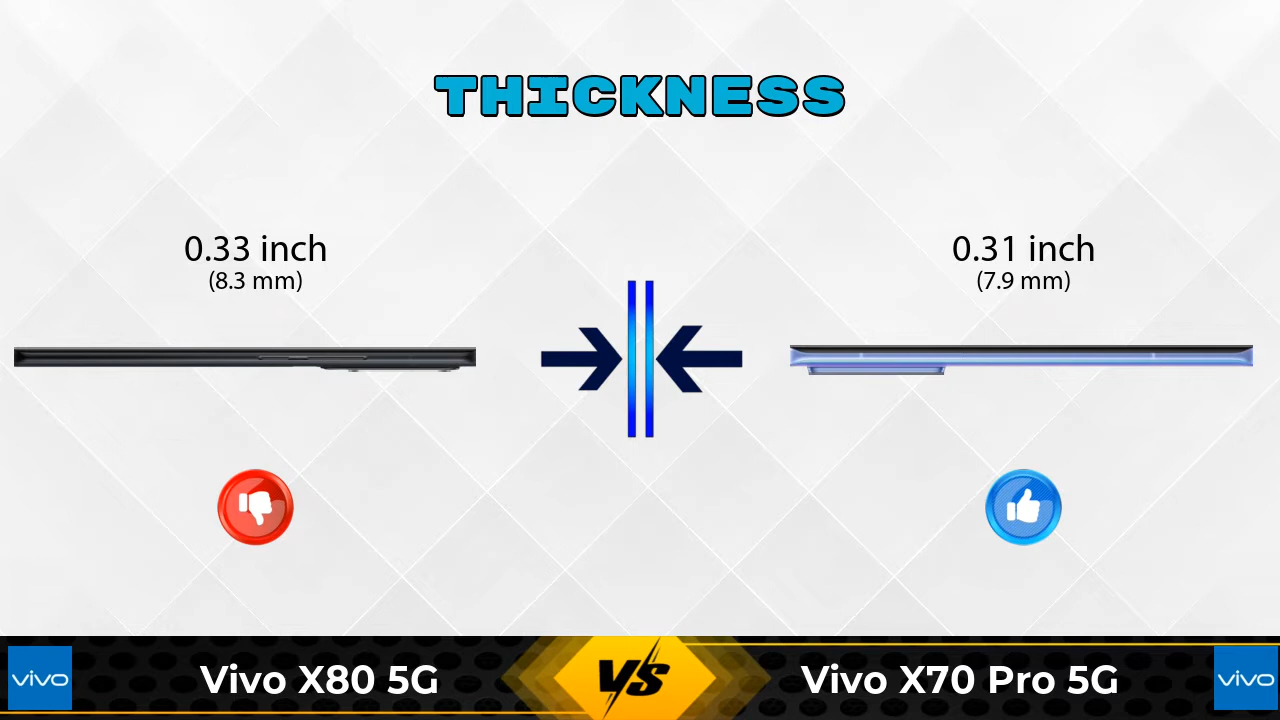 THICKNESS
0.33 inch
(8.3 mm)
0.31 inch
(7.9 mm)
vivo
Vivo X80 5G
VS
Vivo X70 Pro 5G
vivo